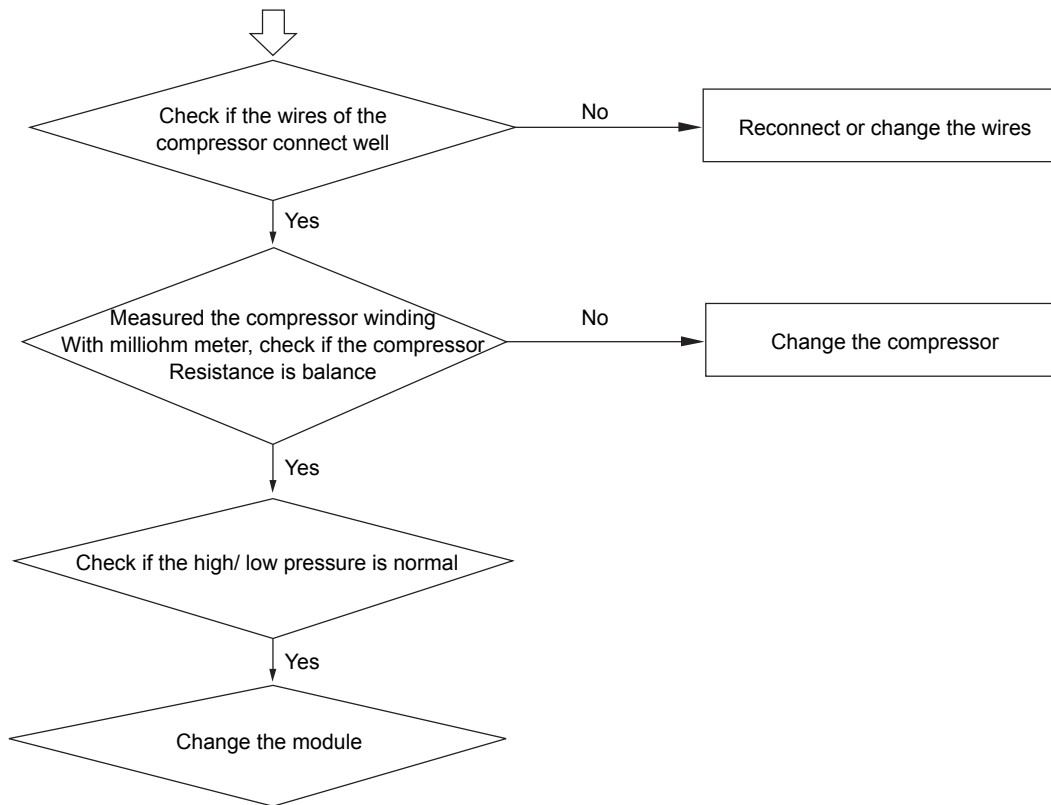 Check if the wires of the
compressor connect well
No
Reconnect or change the wires
Yes
Measured the compressor winding
With milliohm meter, check if the compressor
Resistance is balance
No
Change the compressor
Yes
Check if the high/ low pressure is normal
Yes
Change the module